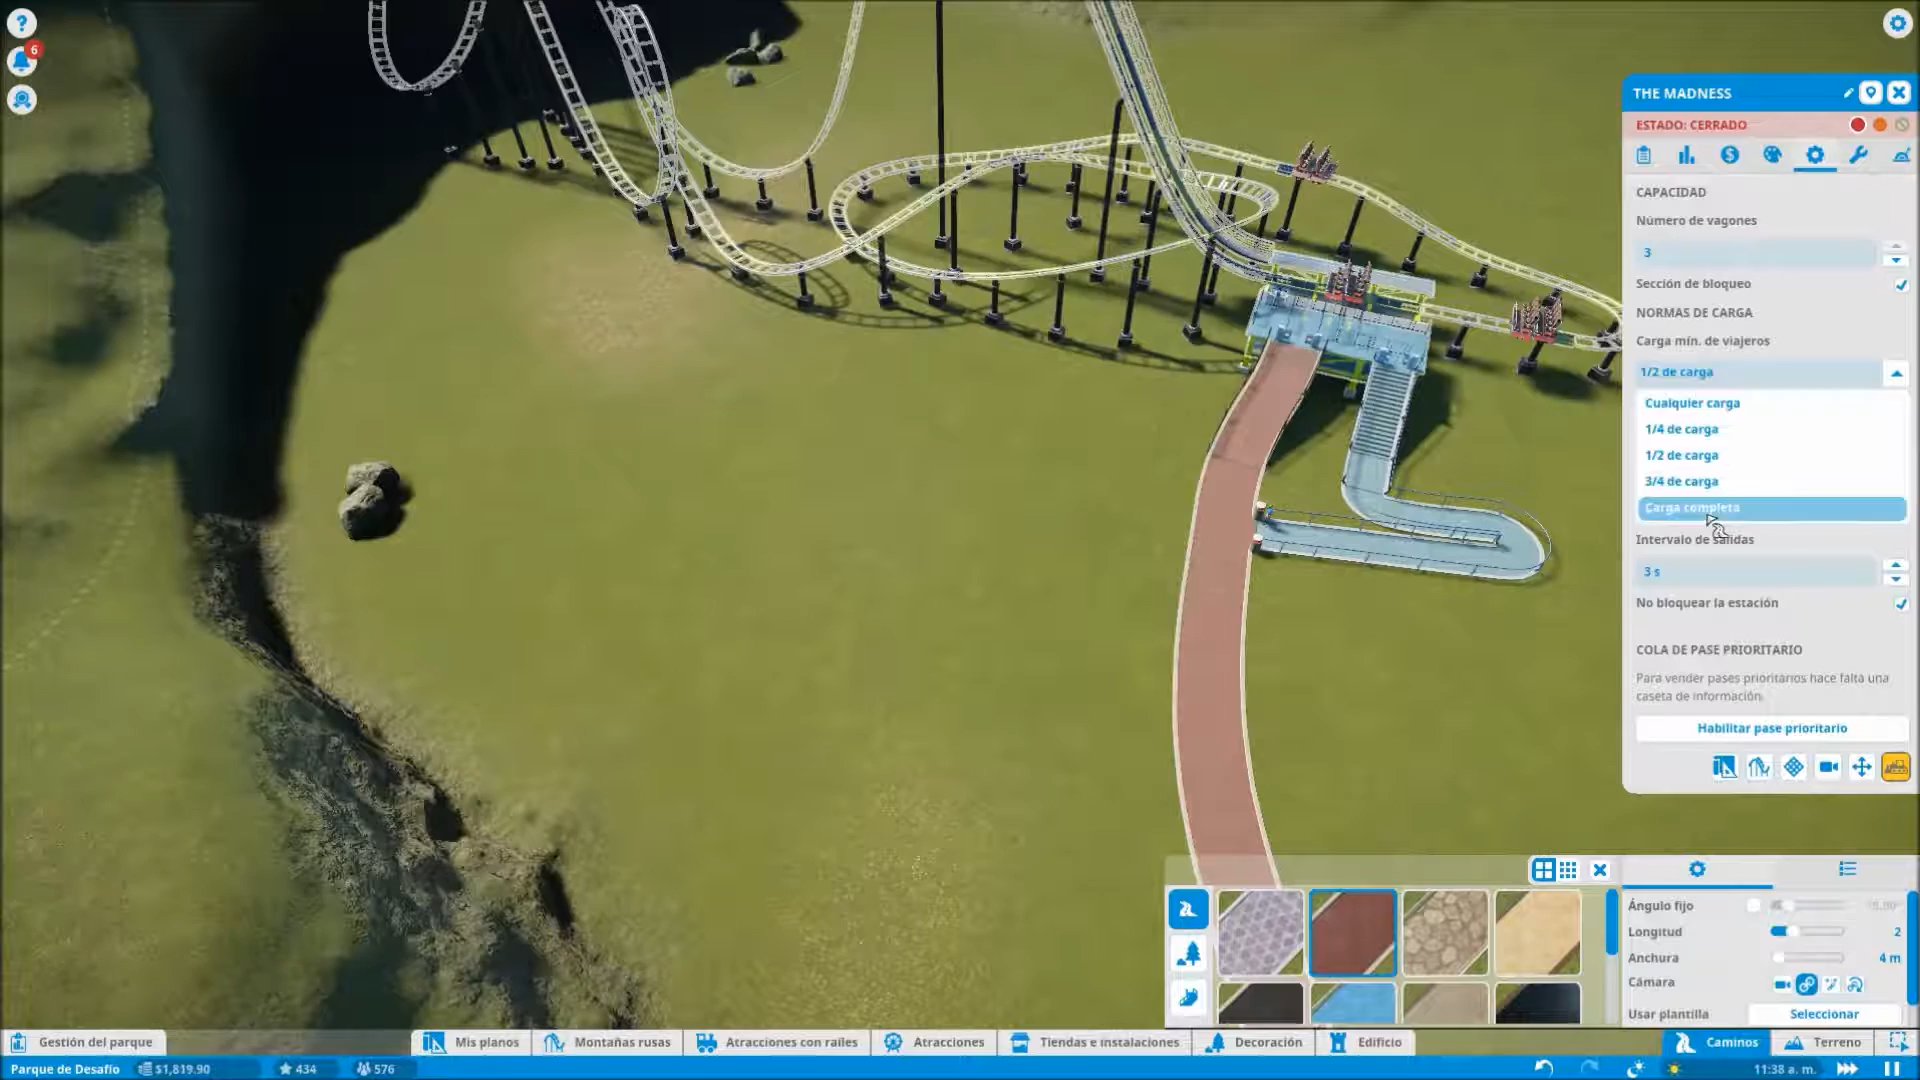 ?
6
THE MADNESS
ESTADO: CERRADO
CAPACIDAD
Número de vagones
3
Sección de bloqueo
NORMAS DE CARGA
Carga mín. de viajeros
1/2 de carga
Cualquier carga
1/4 de carga
1/2 de carga
3/4 de carga
Carga completa
Intervalo de salidas
3 s
No bloquear la estación
COLA DE PASE PRIORITARIO
Para vender pases prioritarios hace falta una
caseta de información.
Habilitar pase prioritario
Ángulo fijo
Longitud 2
Anchura 4 m
Cámara
Usar plantilla Seleccionar
Gestión del parque Mis planos Montañas rusas Atracciones con raíles Atracciones Tiendas e instalaciones Decoración Edificio Caminos Terreno
Parque de Desafío $1,819.90 434 576 11:38 a. m.